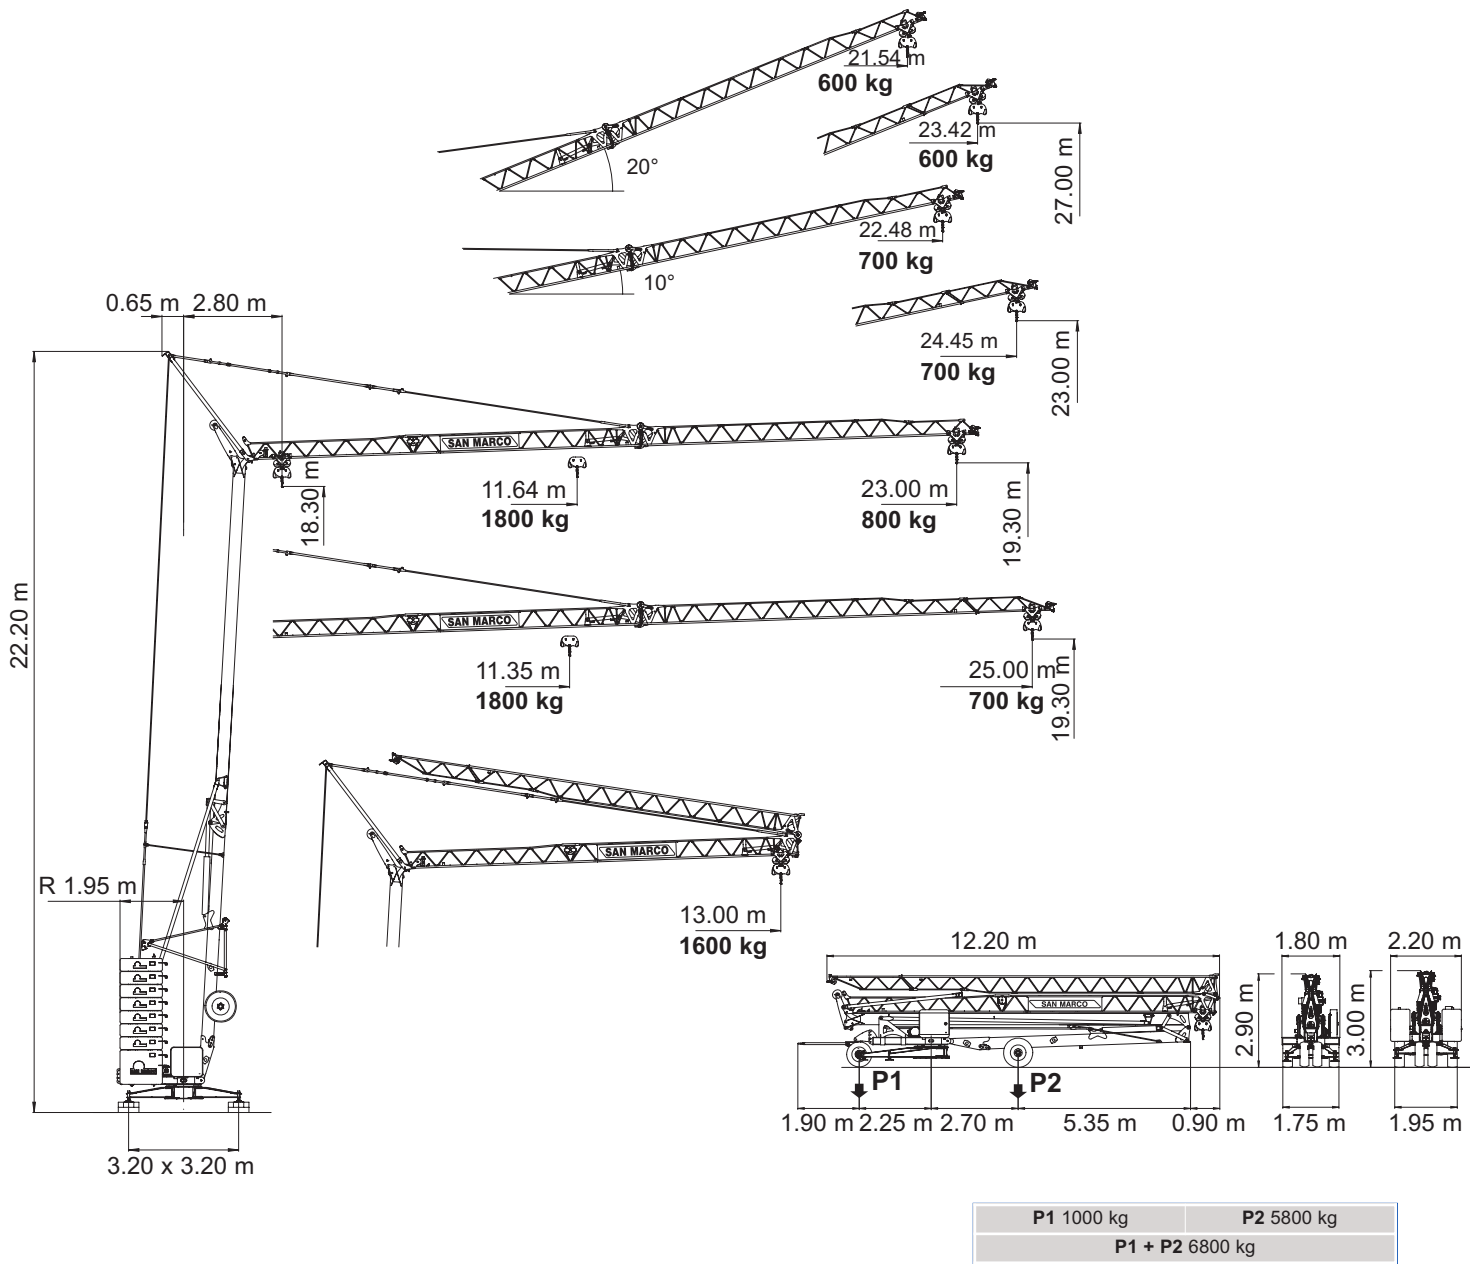 21.54 m
600 kg
23.42 m
600 kg
27.00 m
20°
22.48 m
700 kg
10°
24.45 m
700 kg
23.00 m
0.65 m 2.80 m
SAN MARCO
18.30 m
11.64 m
1800 kg
23.00 m
800 kg
19.30 m
22.20 m
SAN MARCO
11.35 m
1800 kg
25.00 m
700 kg
19.30 m
SAN MARCO
13.00 m
1600 kg
R 1.95 m
3.20 x 3.20 m
12.20 m
1.80 m
2.20 m
SAN MARCO
2.90 m
3.00 m
P1
P2
1.90 m 2.25 m 2.70 m 5.35 m 0.90 m
1.75 m
1.95 m
P1 1000 kg
P2 5800 kg
P1 + P2 6800 kg